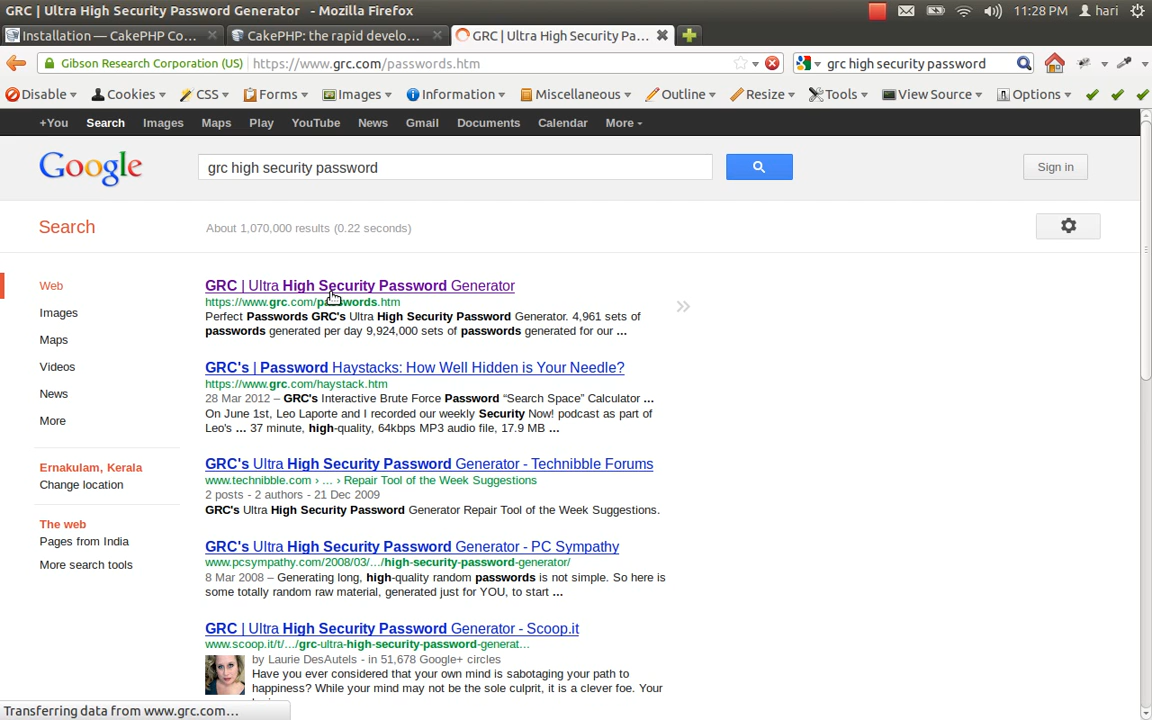 GRC | Ultra High Security Password Generator - Mozilla Firefox
11:28 PM hari
Installation — CakePHP Co...
CakePHP: the rapid develo...
GRC | Ultra High Security Pa...
Gibson Research Corporation (US) https://www.grc.com/passwords.htm
grc high security password
Disable Cookies CSS Forms Images Information Miscellaneous Outline Resize Tools View Source Options
+You Search Images Maps Play YouTube News Gmail Documents Calendar More
Google
grc high security password
Sign in
Search
About 1,070,000 results (0.22 seconds)
Web
Images
Maps
Videos
News
More
Ernakulam, Kerala
Change location
The web
Pages from India
More search tools
GRC | Ultra High Security Password Generator
https://www.grc.com/passwords.htm
Perfect Passwords GRC's Ultra High Security Password Generator. 4,961 sets of
passwords generated per day 9,924,000 sets of passwords generated for our ...
GRC's | Password Haystacks: How Well Hidden is Your Needle?
https://www.grc.com/haystack.htm
28 Mar 2012 – GRC's Interactive Brute Force Password "Search Space" Calculator ...
On June 1st, Leo Laporte and I recorded our weekly Security Now! podcast as part of
Leo's ... 37 minute, high-quality, 64kbps MP3 audio file, 17.9 MB ...
GRC's Ultra High Security Password Generator - Technibble Forums
www.technibble.com › ... › Repair Tool of the Week Suggestions
2 posts - 2 authors - 21 Dec 2009
GRC's Ultra High Security Password Generator Repair Tool of the Week Suggestions.
GRC's Ultra High Security Password Generator - PC Sympathy
www.pcsympathy.com/2008/03/.../high-security-password-generator/
8 Mar 2008 – Generating long, high-quality random passwords is not simple. So here is
some totally random raw material, generated just for YOU, to start ...
GRC | Ultra High Security Password Generator - Scoop.it
www.scoop.it/t/.../grc-ultra-high-security-password-generat...
by Laurie DesAutels - in 51,678 Google+ circles
Have you ever considered that your own mind is sabotaging your path to
happiness? While your mind may not be the sole culprit, it is a clever foe. Your
Transferring data from www.grc.com...